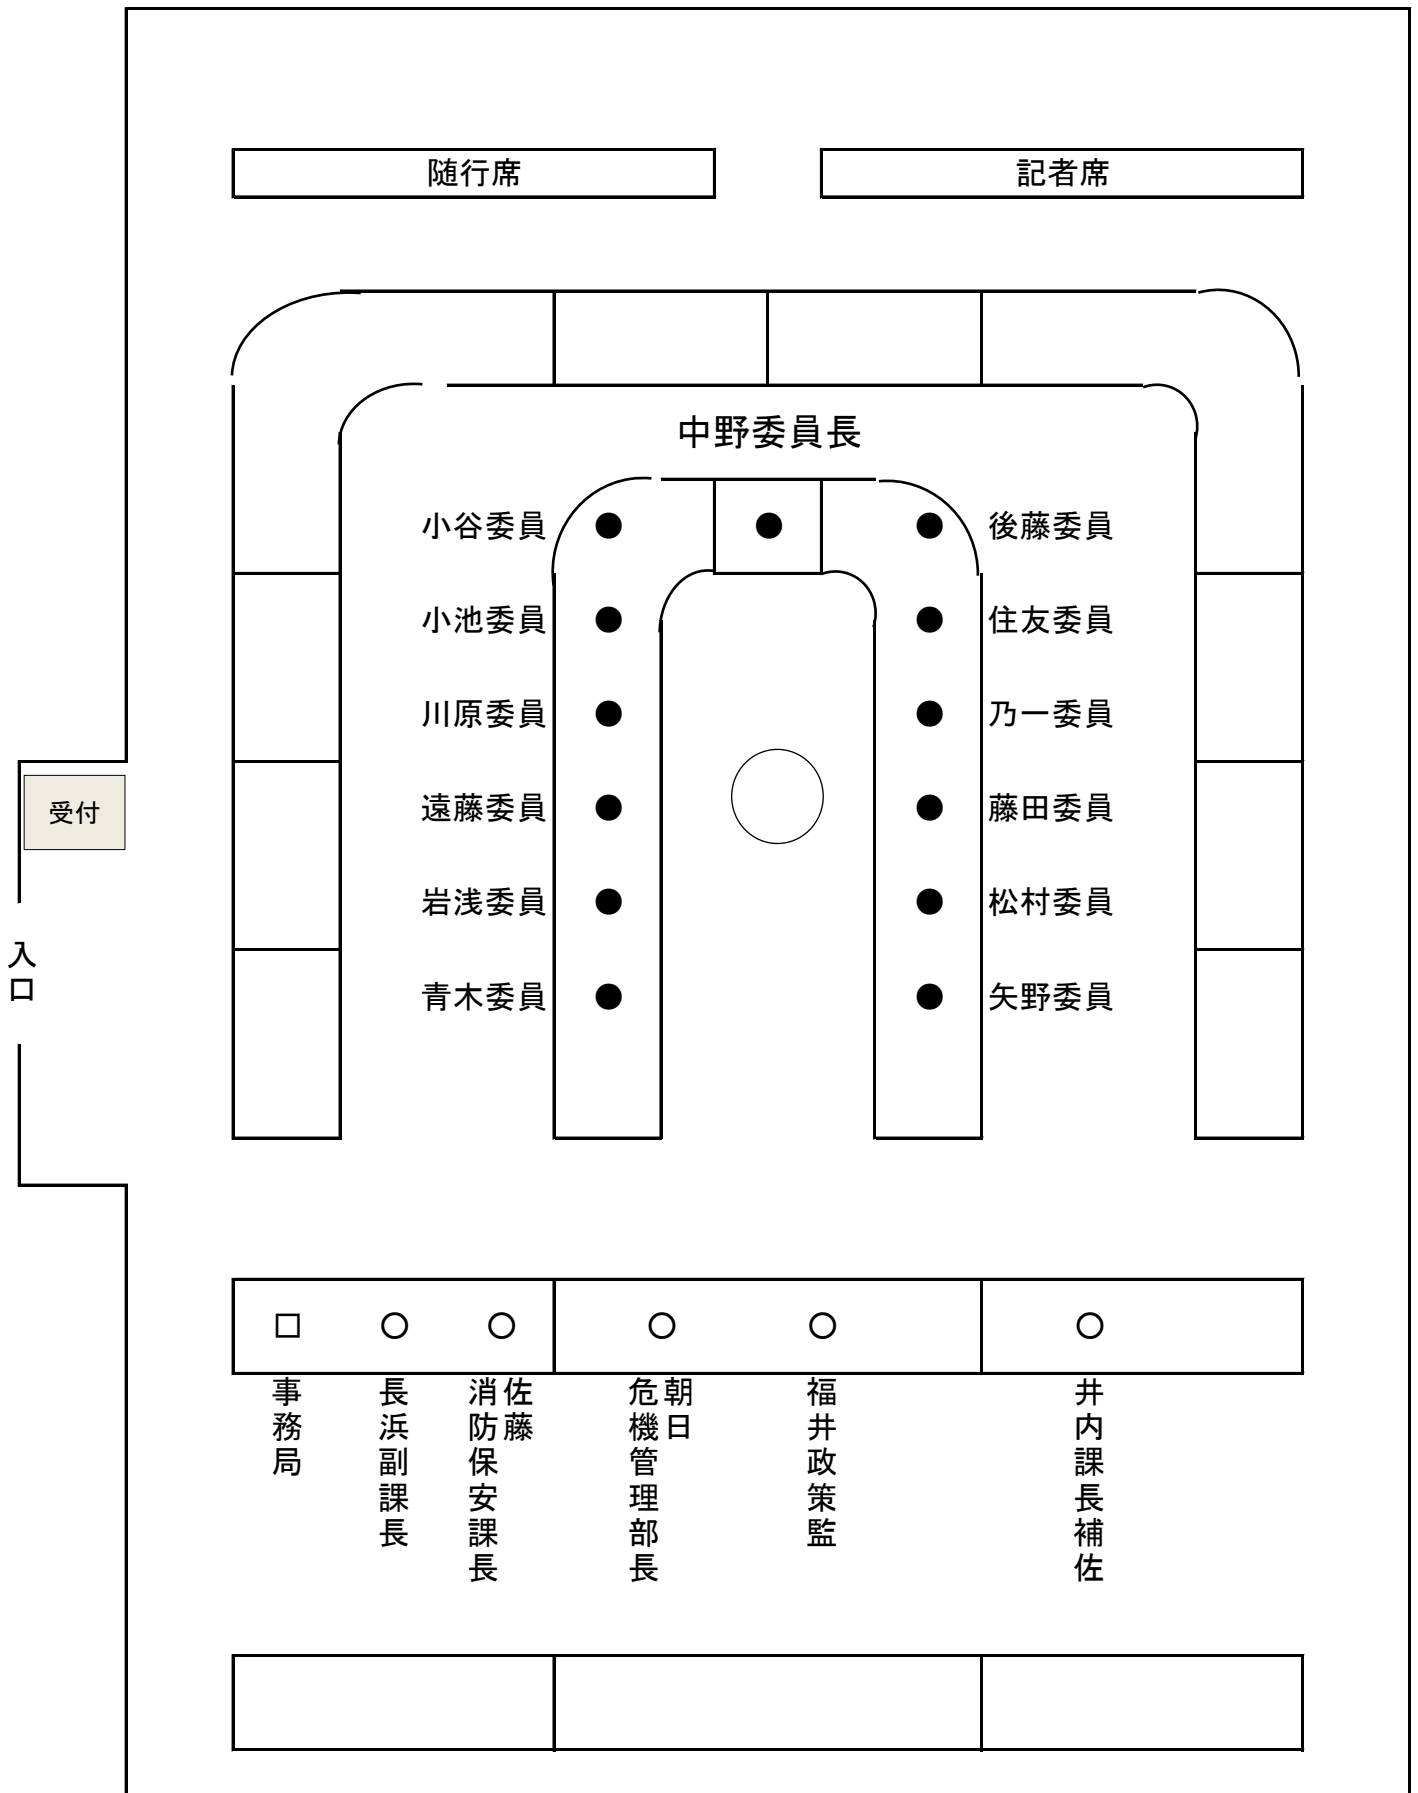 随行席
記者席
中野委員長
小谷委員
後藤委員
小池委員
住友委員
川原委員
乃一委員
遠藤委員
藤田委員
岩浅委員
松村委員
青木委員
矢野委員
受付
入口
事務局
長浜副課長
佐藤
消防保安課長
朝日
危機管理部長
福井政策監
井内課長補佐